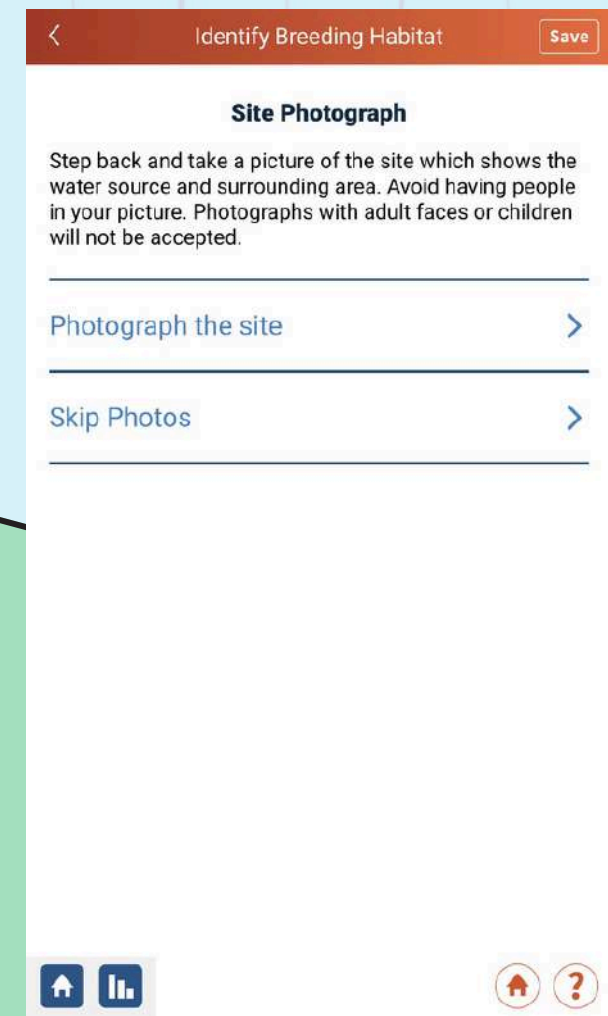 Identify Breeding Habitat
Save
Site Photograph
Step back and take a picture of the site which shows the
water source and surrounding area. Avoid having people
in your picture. Photographs with adult faces or children
will not be accepted.
Photograph the site
Skip Photos
?